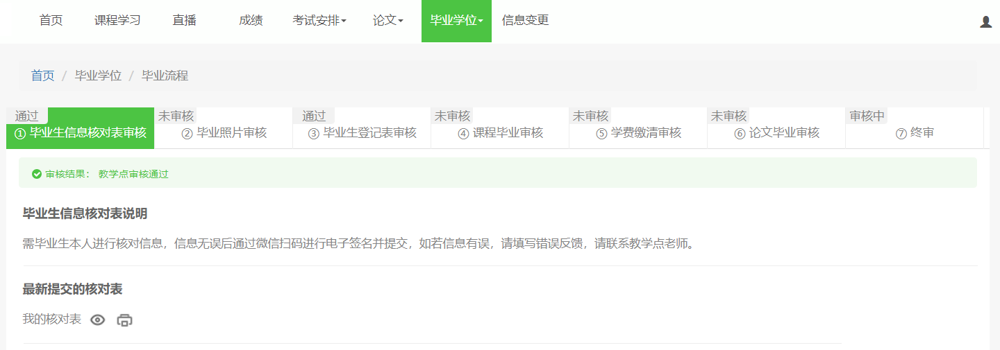 首页 课程学习 直播 成绩 考试安排 论文 毕业学位 信息变更
首页 / 毕业学位 / 毕业流程
通过 未审核 通过 未审核 未审核 未审核 审核中
① 毕业生信息核对表审核 ② 毕业照片审核 ③ 毕业生登记表审核 ④ 课程毕业审核 ⑤ 学费缴清审核 ⑥ 论文毕业审核 ⑦ 终审
审核结果： 教学点审核通过
毕业生信息核对表说明
需毕业生本人进行核对信息，信息无误后通过微信扫码进行电子签名并提交，如若信息有误，请填写错误反馈，请联系教学点老师。
最新提交的核对表
我的核对表